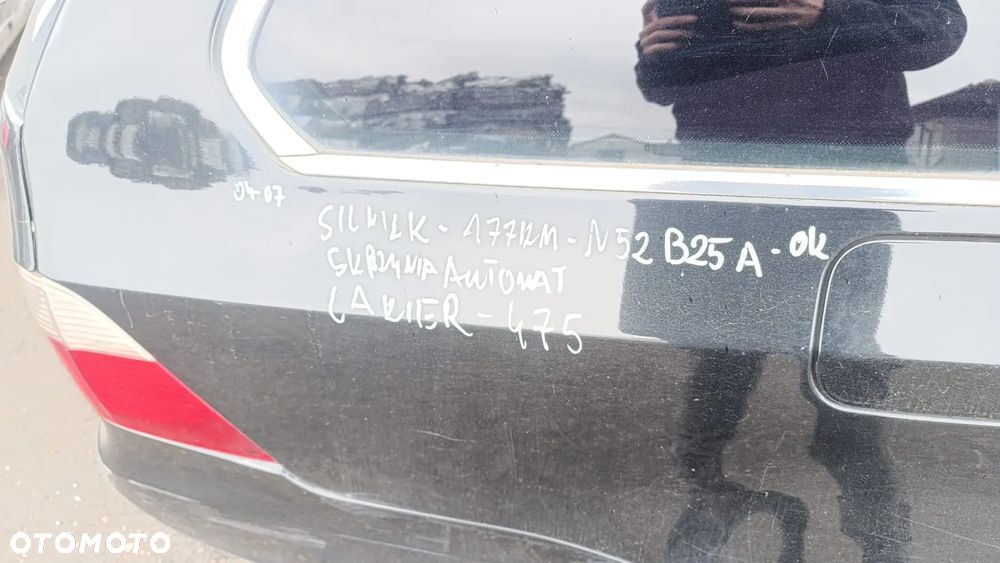 04 07
SILNIK - 177KM - N52 B25 A - OK
SKRZYNIA AUTOMAT
LAKIER - 475
OTOMOTO